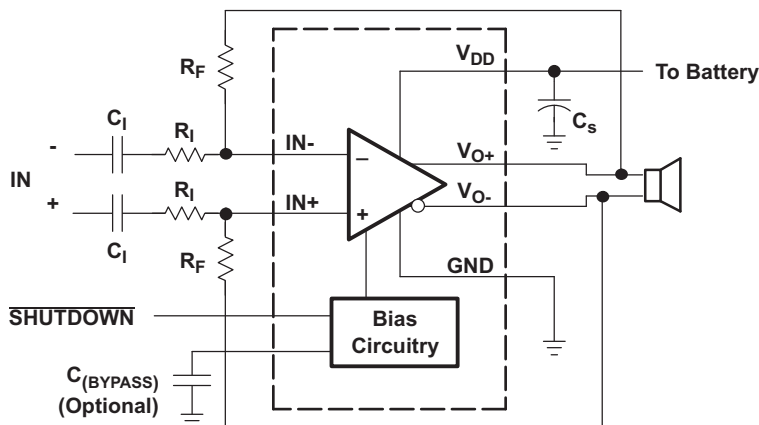 R_F
V_DD
To Battery
C_I
R_I
C_s
-
IN-
−
V_O+
IN
+
R_I
IN+
+
V_O-
C_I
R_F
GND
SHUTDOWN
Bias
Circuitry
C_(BYPASS)
(Optional)